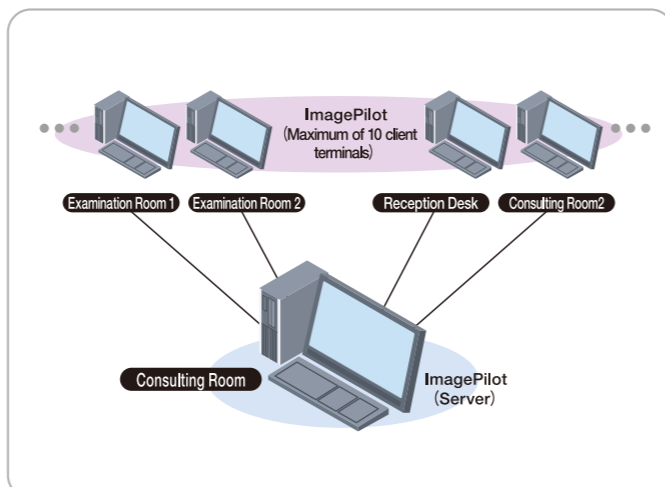 ImagePilot
(Maximum of 10 client
terminals)
Examination Room 1
Examination Room 2
Reception Desk
Consulting Room2
Consulting Room
ImagePilot
(Server)